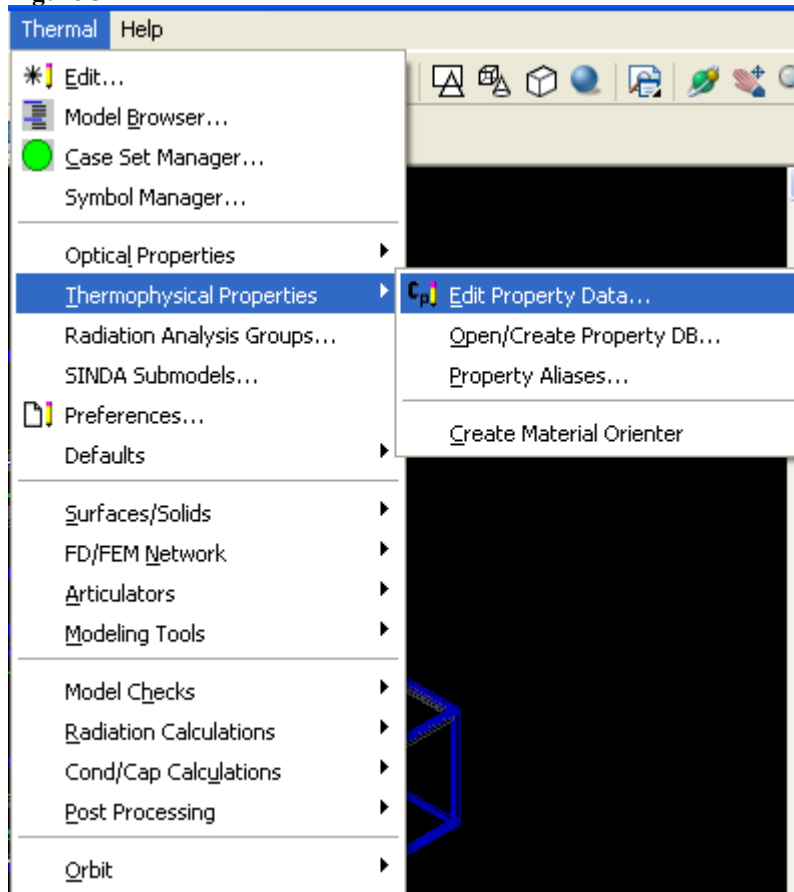 Thermal Help
Edit...
Model Browser...
Case Set Manager...
Symbol Manager...
Optical Properties
Thermophysical Properties
Radiation Analysis Groups...
SINDA Submodels...
Preferences...
Defaults
Surfaces/Solids
FD/FEM Network
Articulators
Modeling Tools
Model Checks
Radiation Calculations
Cond/Cap Calculations
Post Processing
Orbit
Cp Edit Property Data...
Open/Create Property DB...
Property Aliases...
Create Material Orienter